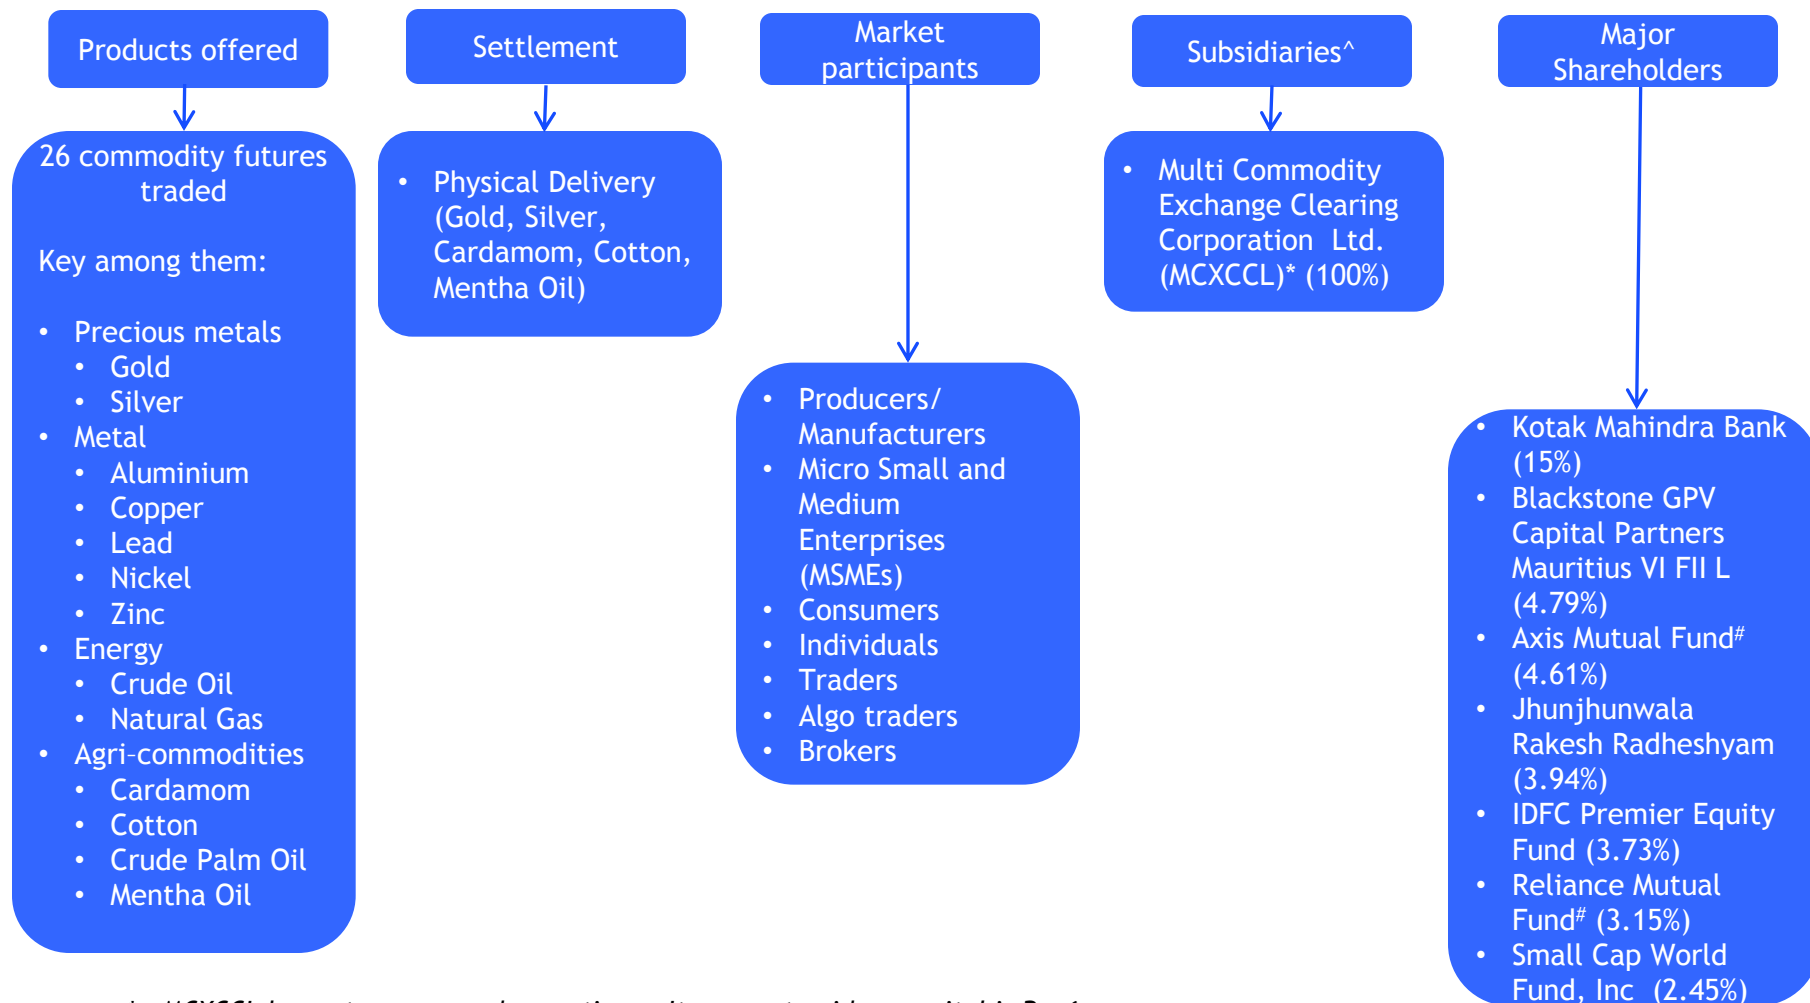 Products offered
26 commodity futures
traded
Key among them:
• Precious metals
• Gold
• Silver
• Metal
• Aluminium
• Copper
• Lead
• Nickel
• Zinc
• Energy
• Crude Oil
• Natural Gas
• Agri-commodities
• Cardamom
• Cotton
• Crude Palm Oil
• Mentha Oil
Settlement
• Physical Delivery
(Gold, Silver,
Cardamom, Cotton,
Mentha Oil)
Market
participants
• Producers/
Manufacturers
• Micro Small and
Medium
Enterprises
(MSMEs)
• Consumers
• Individuals
• Traders
• Algo traders
• Brokers
Subsidiaries^
• Multi Commodity
Exchange Clearing
Corporation Ltd.
(MCXCCL)* (100%)
Major
Shareholders
• Kotak Mahindra Bank
(15%)
• Blackstone GPV
Capital Partners
Mauritius VI FII L
(4.79%)
• Axis Mutual Fund#
(4.61%)
• Jhunjhunwala
Rakesh Radheshyam
(3.94%)
• IDFC Premier Equity
Fund (3.73%)
• Reliance Mutual
Fund# (3.15%)
• Small Cap World
Fund, Inc (2.45%)